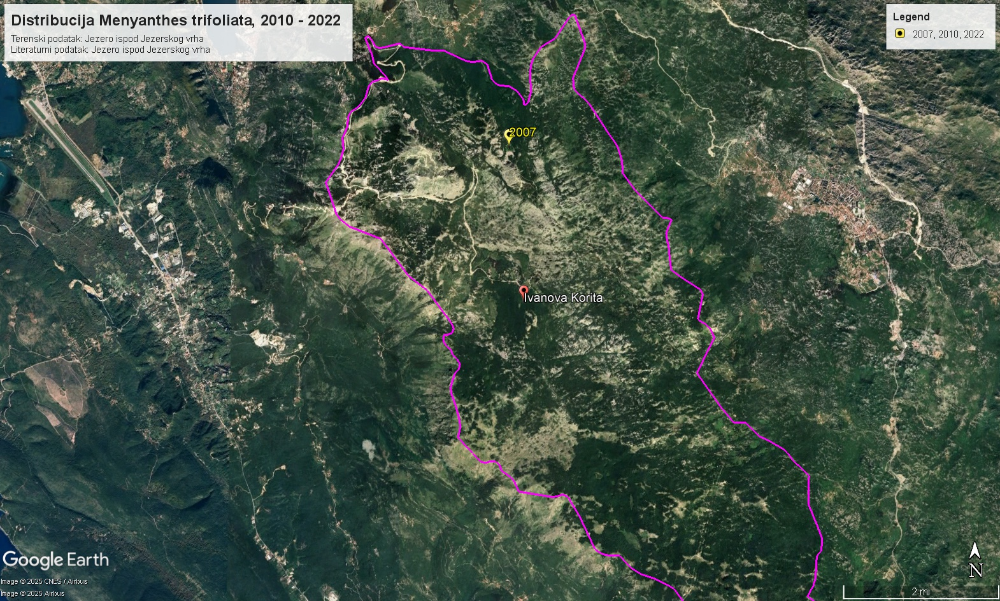 Distribucija Menyanthes trifoliata, 2010 - 2022
Terenski podatak: Jezero ispod Jezerskog vrha
Literaturni podatak: Jezero ispod Jezerskog vrha
Legend
2007, 2010, 2022
2007
Ivanova Korita
Google Earth
Image © 2025 CNES / Airbus
Image © 2025 Airbus
N
2 mi